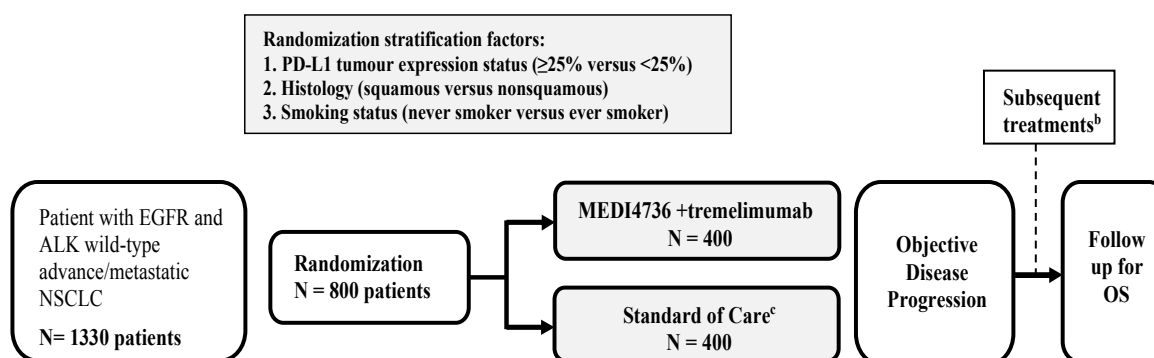 Randomization stratification factors:
1. PD-L1 tumour expression status (≥25% versus <25%)
2. Histology (squamous versus nonsquamous)
3. Smoking status (never smoker versus ever smoker)
Subsequent
treatmentsᵇ
Patient with EGFR and
ALK wild-type
advance/metastatic
NSCLC
N= 1330 patients
Randomization
N = 800 patients
MEDI4736 +tremelimumab
N = 400
Standard of Careᶜ
N = 400
Objective
Disease
Progression
Follow
up for
OS